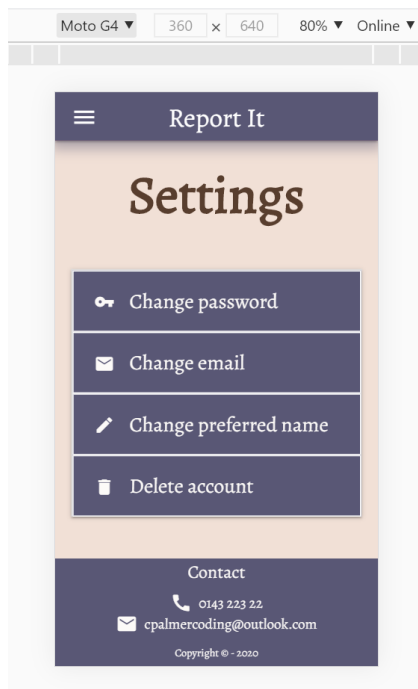 Moto G4 ▼ 360 × 640 80% ▼ Online ▼
Report It
Settings
Change password
Change email
Change preferred name
Delete account
Contact
0143 223 22
cpalmercoding@outlook.com
Copyright © - 2020